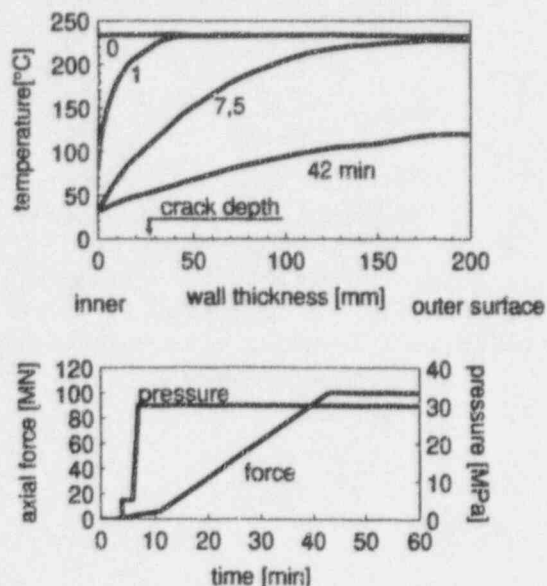 temperature[°C]
250
200
150
100
50
0
0
1
7,5
42 min
crack depth
0 50 100 150 200
inner wall thickness [mm] outer surface
axial force [MN]
120
100
80
60
40
20
0
pressure
force
40
30
20
10
0
pressure [MPa]
0 10 20 30 40 50 60
time [min]